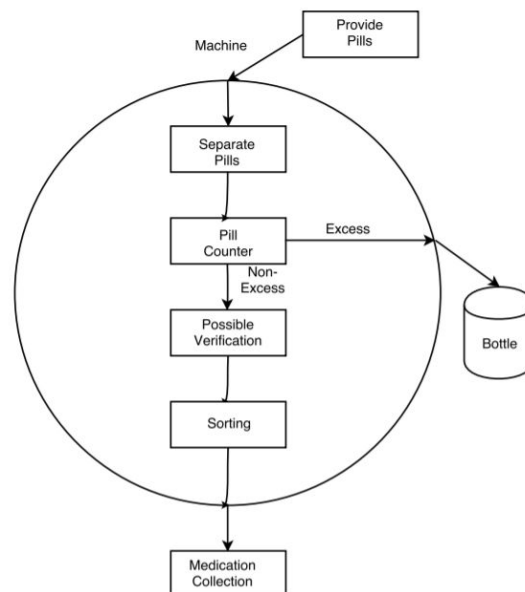 Provide
Pills
Machine
Separate
Pills
Pill
Counter
Excess
Non-
Excess
Bottle
Possible
Verification
Sorting
Medication
Collection